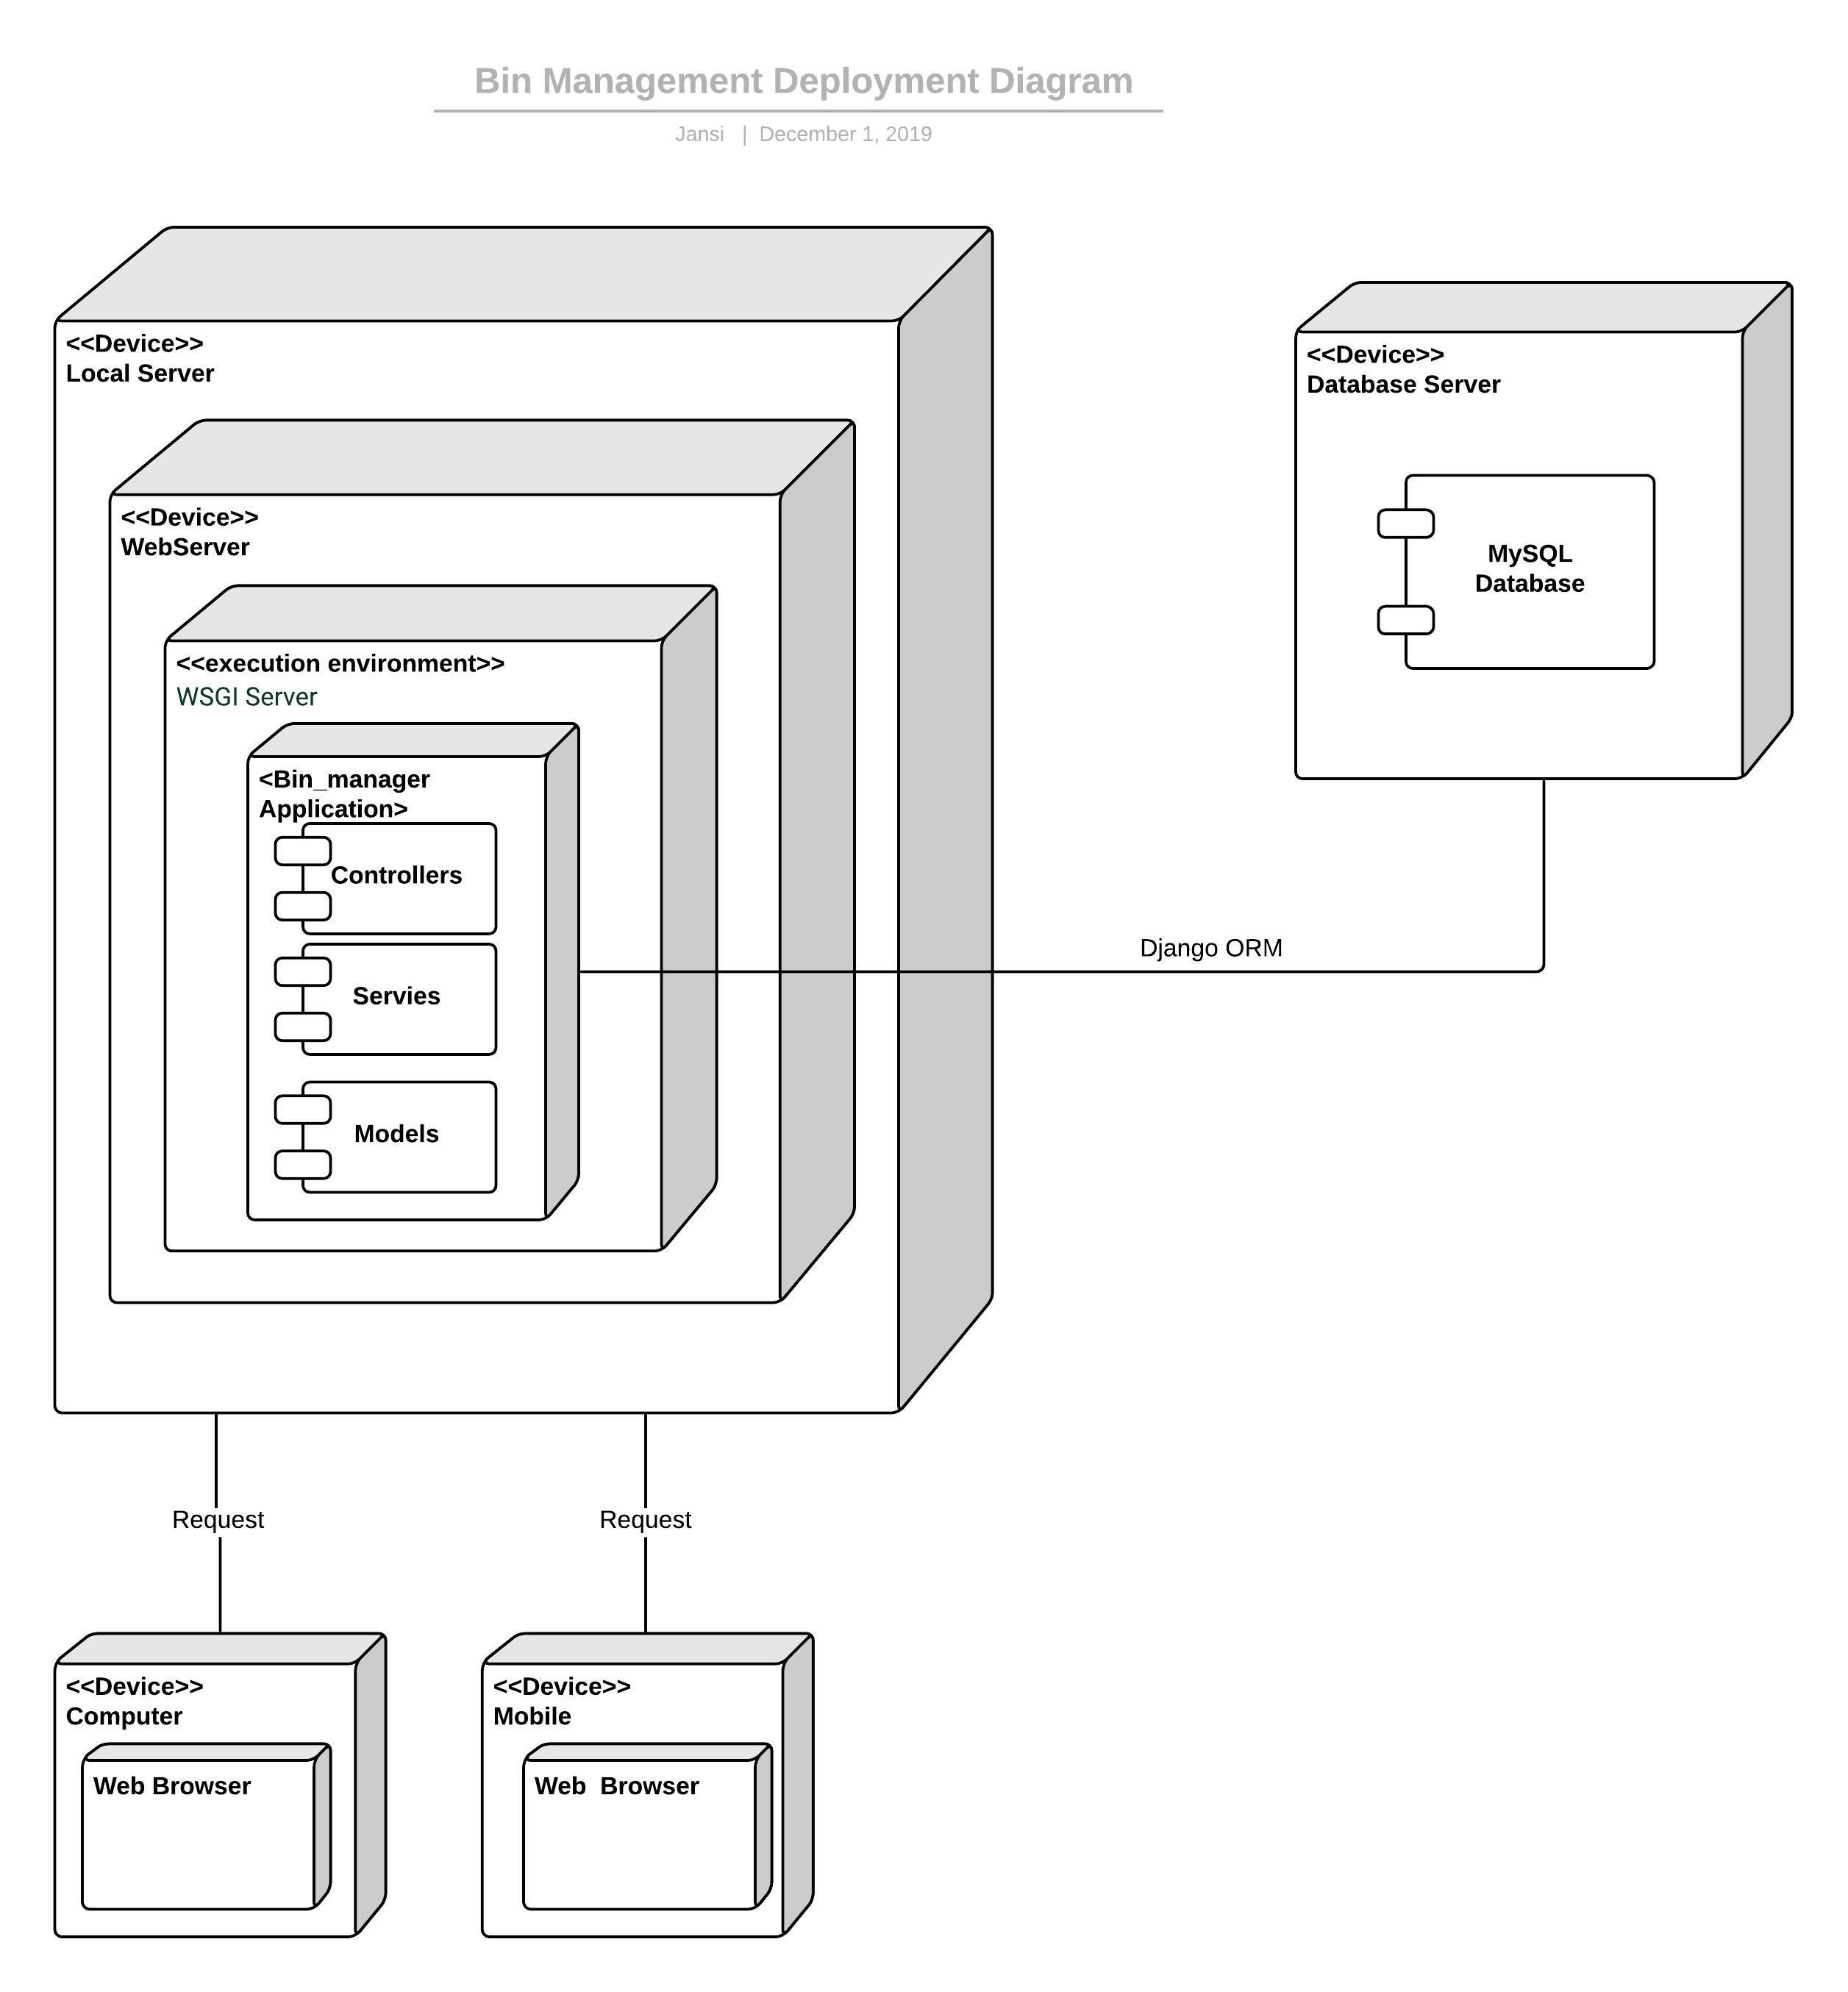 Bin Management Deployment Diagram
Jansi | December 1, 2019
<<Device>>
Local Server
<<Device>>
WebServer
<<execution environment>>
WSGI Server
<Bin_manager
Application>
Controllers
Servies
Models
<<Device>>
Database Server
MySQL
Database
Django ORM
Request
Request
<<Device>>
Computer
Web Browser
<<Device>>
Mobile
Web  Browser